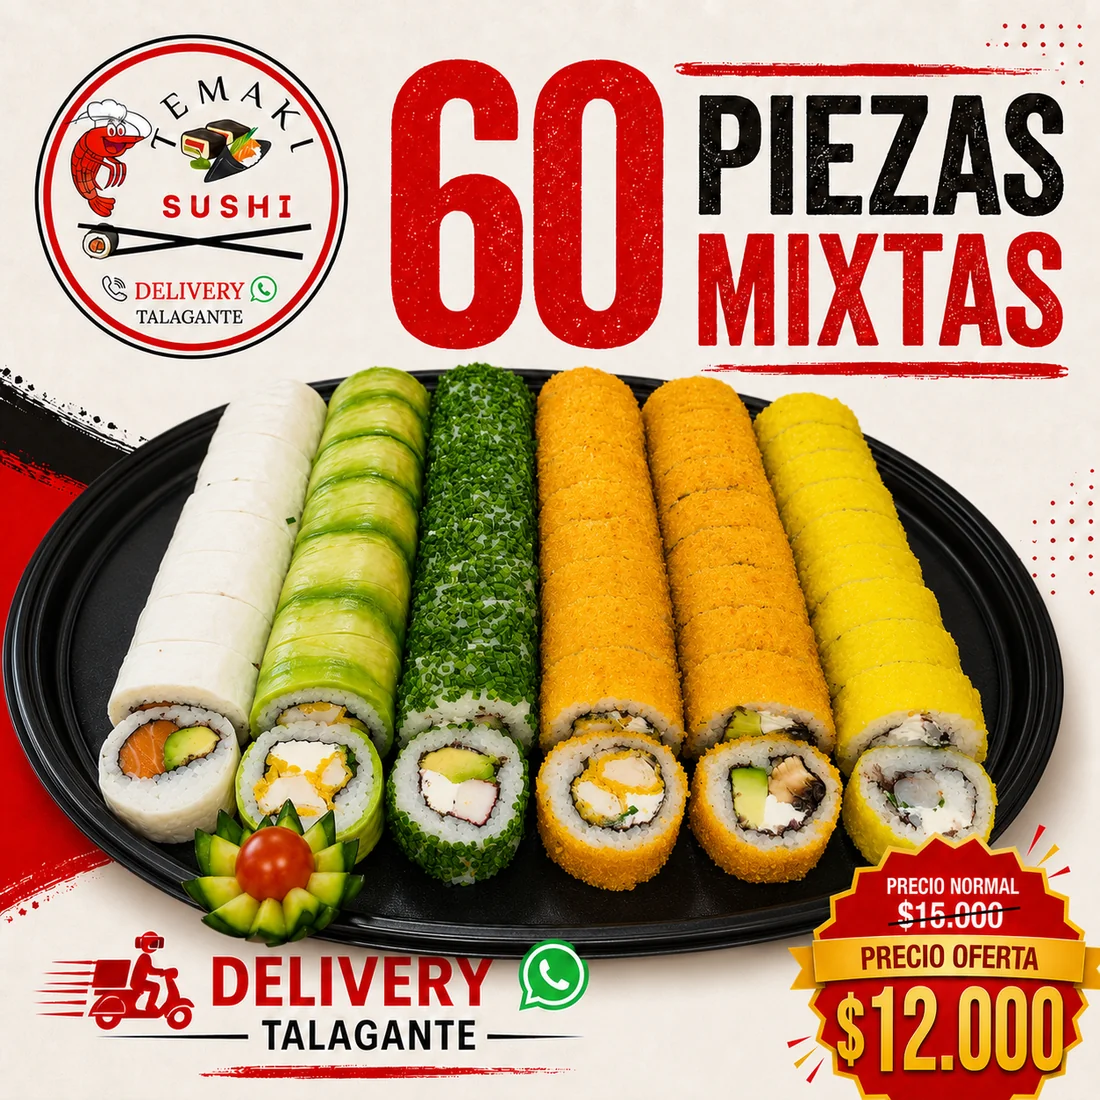 TEMAKI
SUSHI
DELIVERY
TALAGANTE
60
PIEZAS
MIXTAS
DELIVERY
TALAGANTE
PRECIO NORMAL
$15.000
PRECIO OFERTA
$12.000